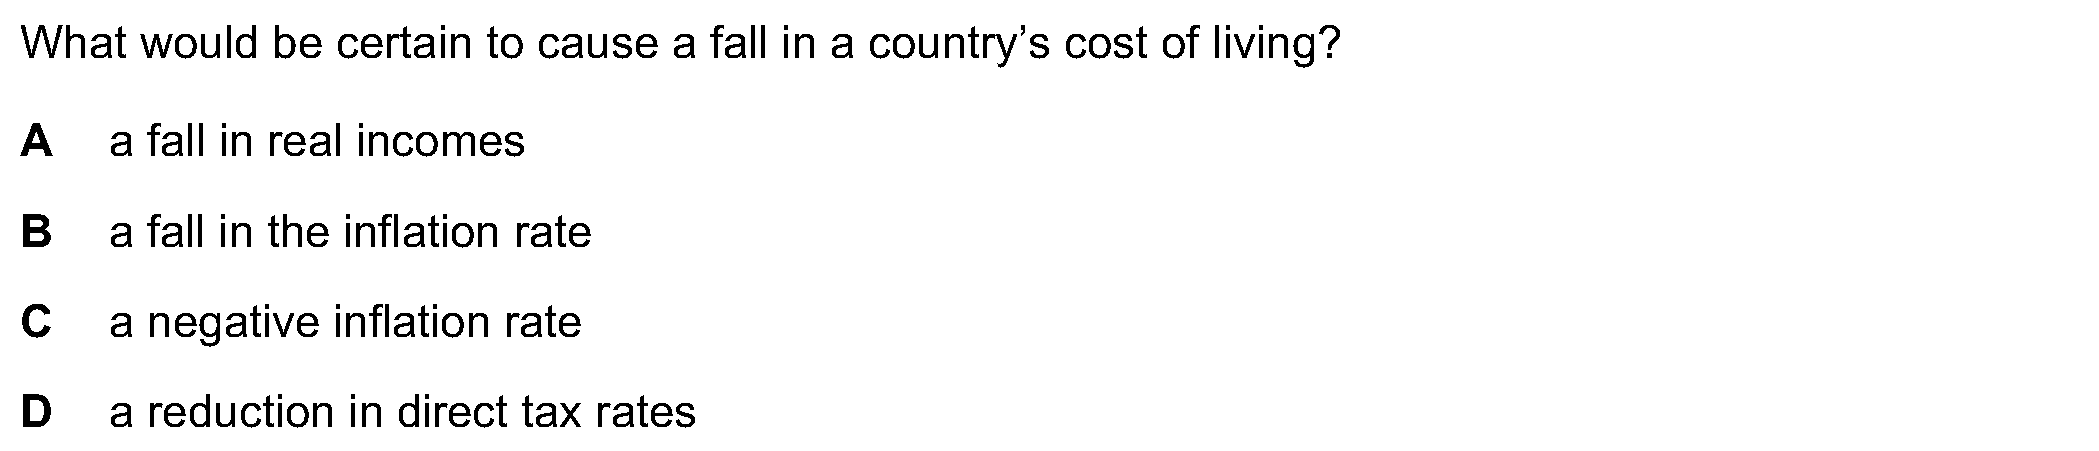 What would be certain to cause a fall in a country’s cost of living?
A a fall in real incomes
B a fall in the inflation rate
C a negative inflation rate
D a reduction in direct tax rates